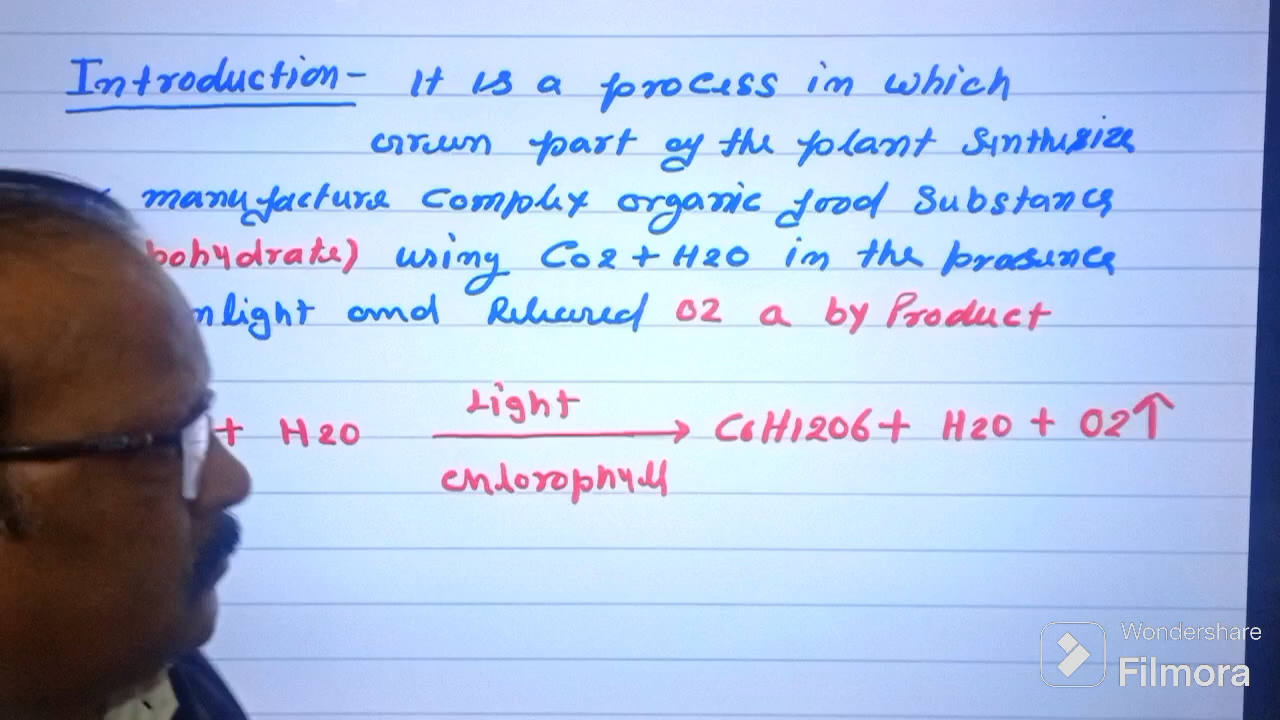 Introduction- It is a process in which
Green part of the plant Synthesize
manufacture Complex organic food Substance
bohydrate) using CO2 + H2O in the prasence
nlight and Released O2 a by Product
Light
+ H2O → C6H12O6 + H2O + O2↑
chlorophyll
Wondershare
Filmora